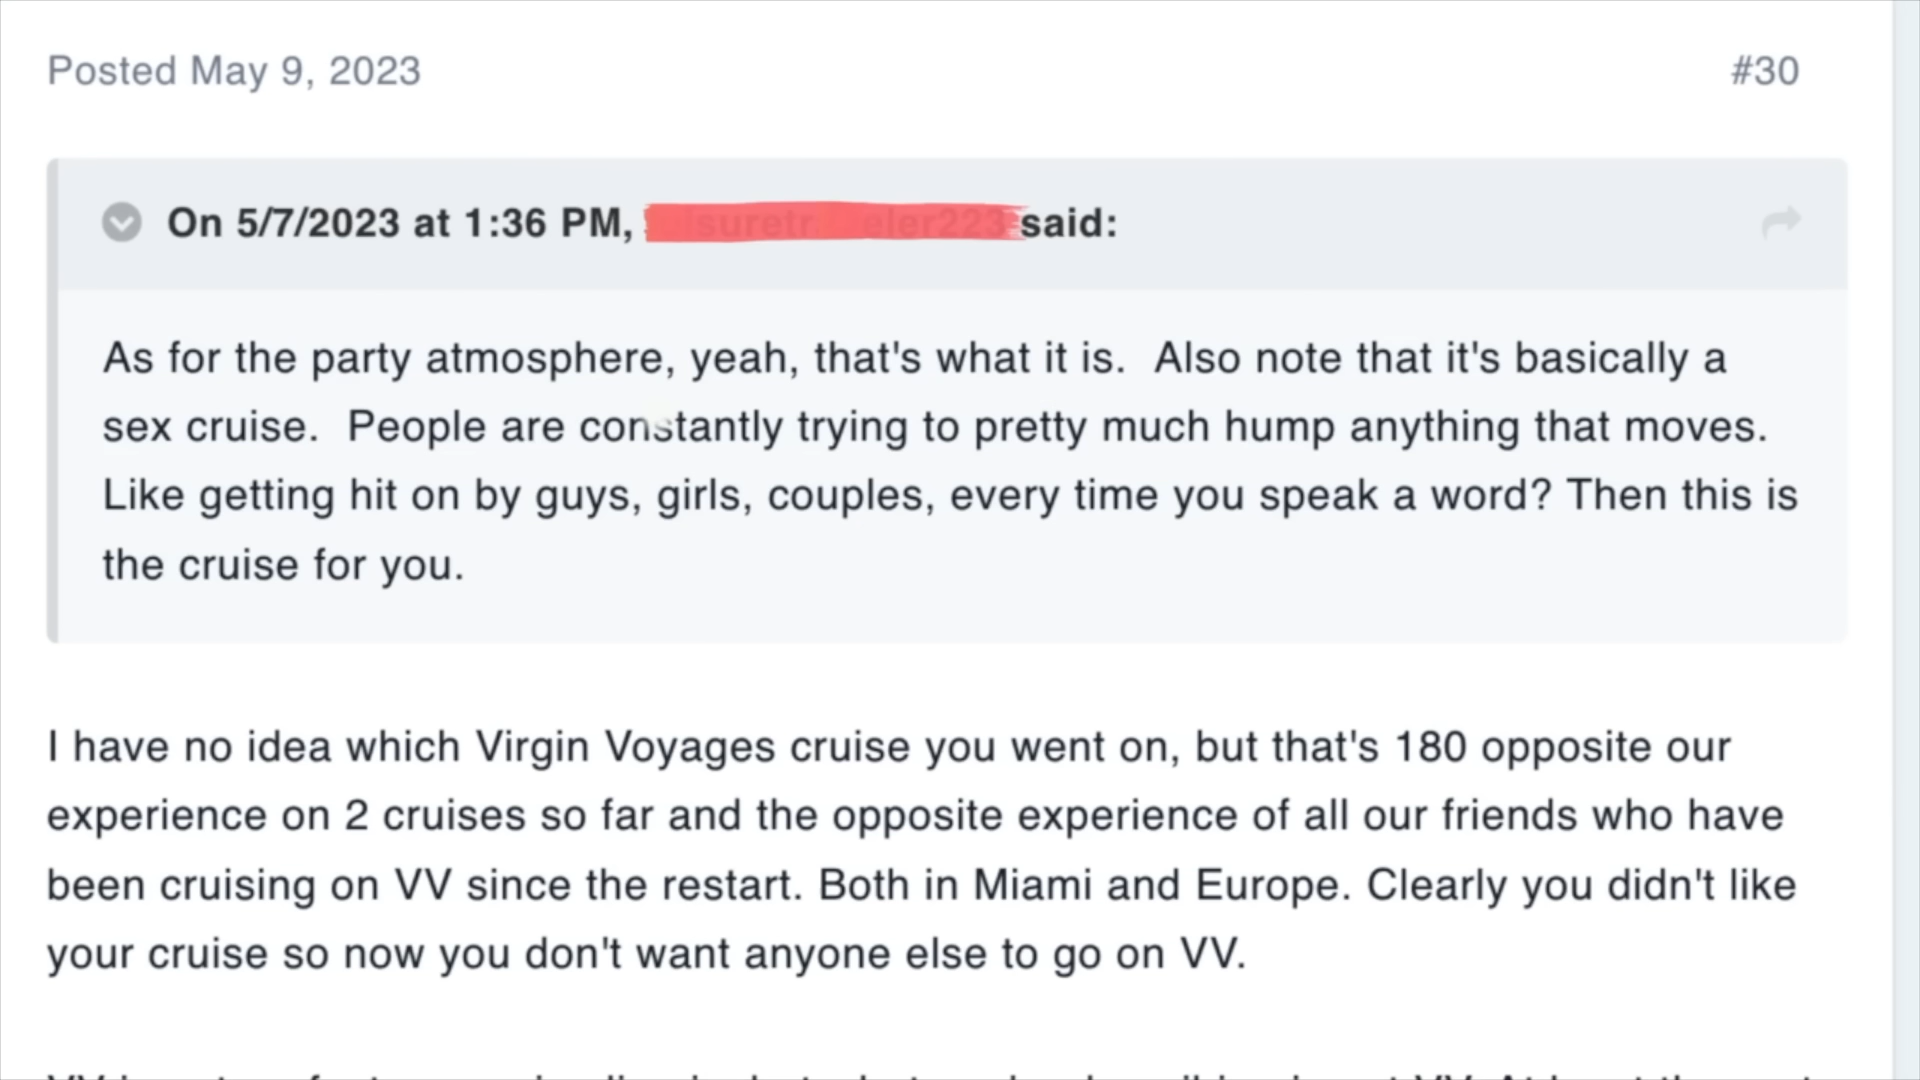 Posted May 9, 2023 #30
On 5/7/2023 at 1:36 PM, said:
As for the party atmosphere, yeah, that's what it is. Also note that it's basically a
sex cruise. People are constantly trying to pretty much hump anything that moves.
Like getting hit on by guys, girls, couples, every time you speak a word? Then this is
the cruise for you.
I have no idea which Virgin Voyages cruise you went on, but that's 180 opposite our
experience on 2 cruises so far and the opposite experience of all our friends who have
been cruising on VV since the restart. Both in Miami and Europe. Clearly you didn't like
your cruise so now you don't want anyone else to go on VV.